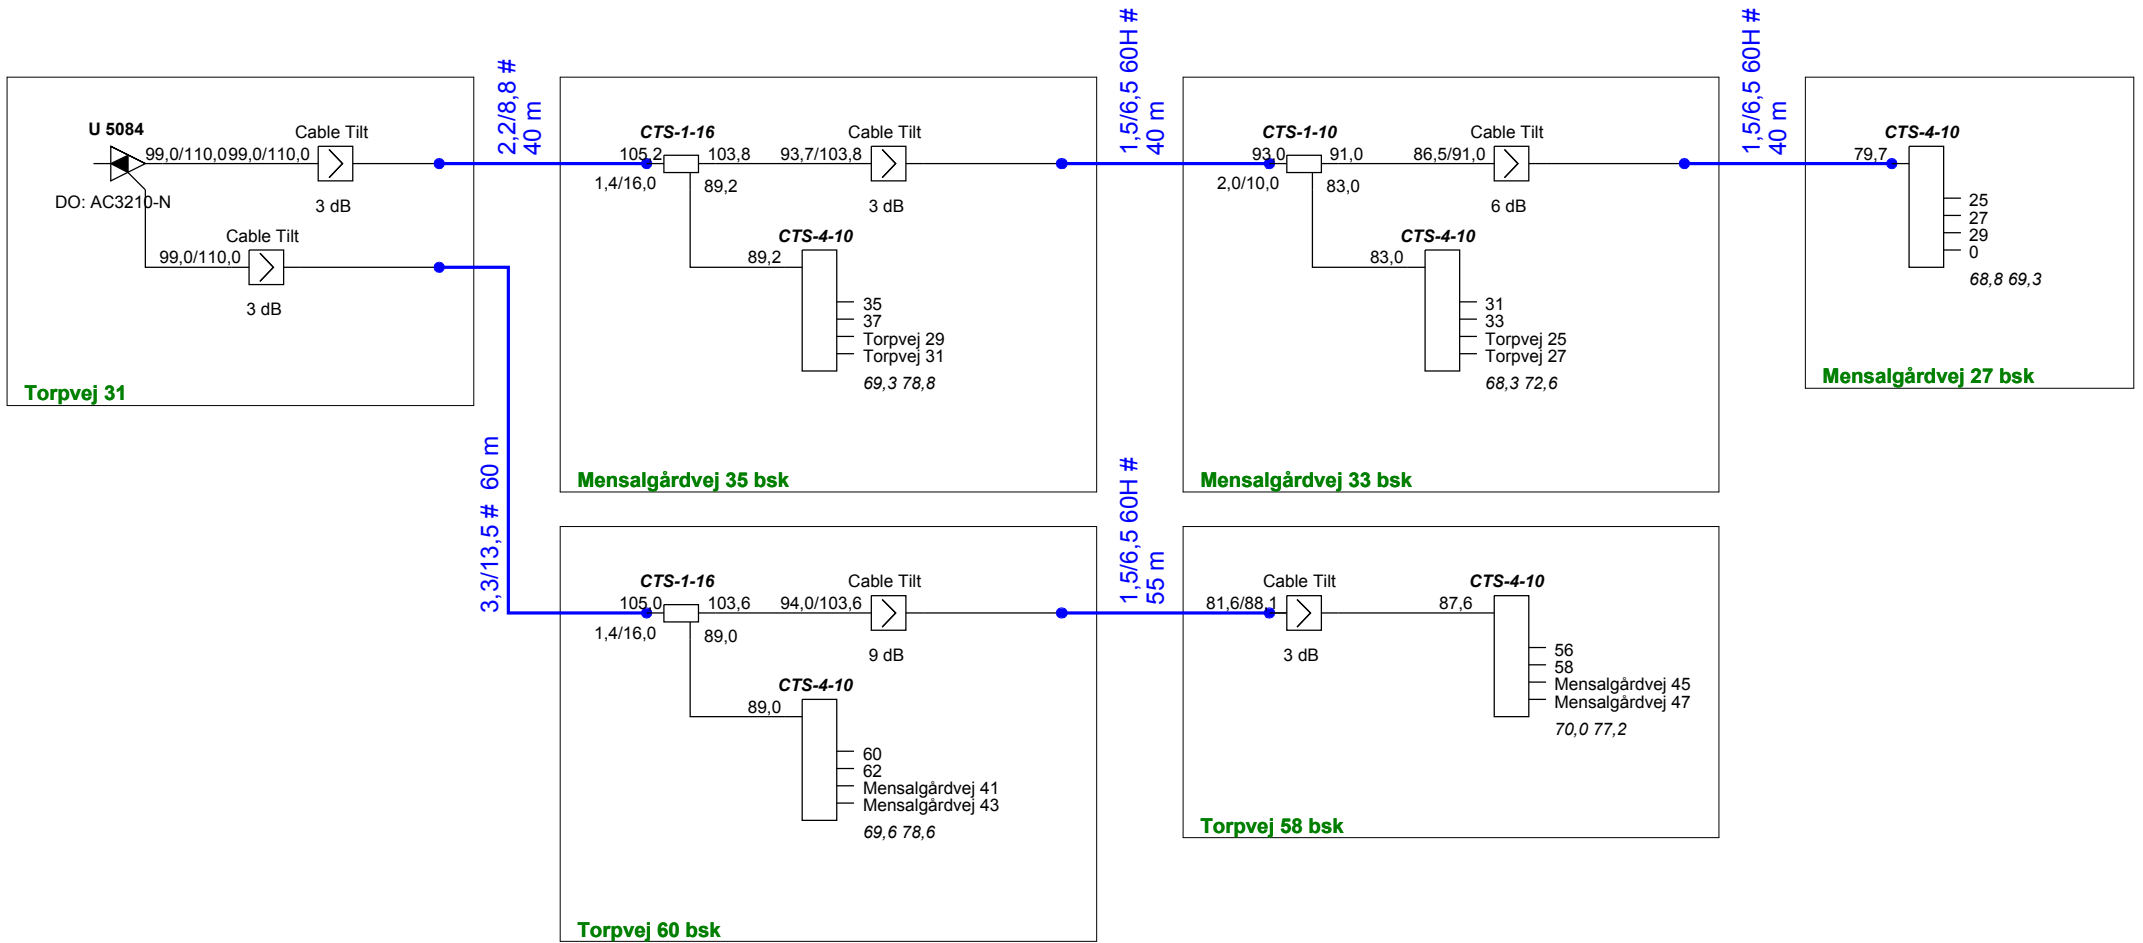 U 5084
99,0/110,0
99,0/110,0
Cable Tilt
3 dB
DO: AC3210-N
Cable Tilt
99,0/110,0
3 dB
Torpvej 31
2,2/8,8 #
40 m
3,3/13,5 # 60 m
CTS-1-16
105,2
103,8
1,4/16,0
89,2
93,7/103,8
Cable Tilt
3 dB
CTS-4-10
89,2
35
37
Torpvej 29
Torpvej 31
69,3 78,8
Mensalgårdvej 35 bsk
1,5/6,5 60H #
40 m
CTS-1-10
93,0
91,0
2,0/10,0
83,0
86,5/91,0
Cable Tilt
6 dB
CTS-4-10
83,0
31
33
Torpvej 25
Torpvej 27
68,3 72,6
Mensalgårdvej 33 bsk
1,5/6,5 60H #
40 m
CTS-4-10
79,7
25
27
29
0
68,8 69,3
Mensalgårdvej 27 bsk
CTS-1-16
105,0
103,6
1,4/16,0
89,0
94,0/103,6
Cable Tilt
9 dB
CTS-4-10
89,0
60
62
Mensalgårdvej 41
Mensalgårdvej 43
69,6 78,6
Torpvej 60 bsk
1,5/6,5 60H #
55 m
Cable Tilt
81,6/88,1
3 dB
CTS-4-10
87,6
56
58
Mensalgårdvej 45
Mensalgårdvej 47
70,0 77,2
Torpvej 58 bsk